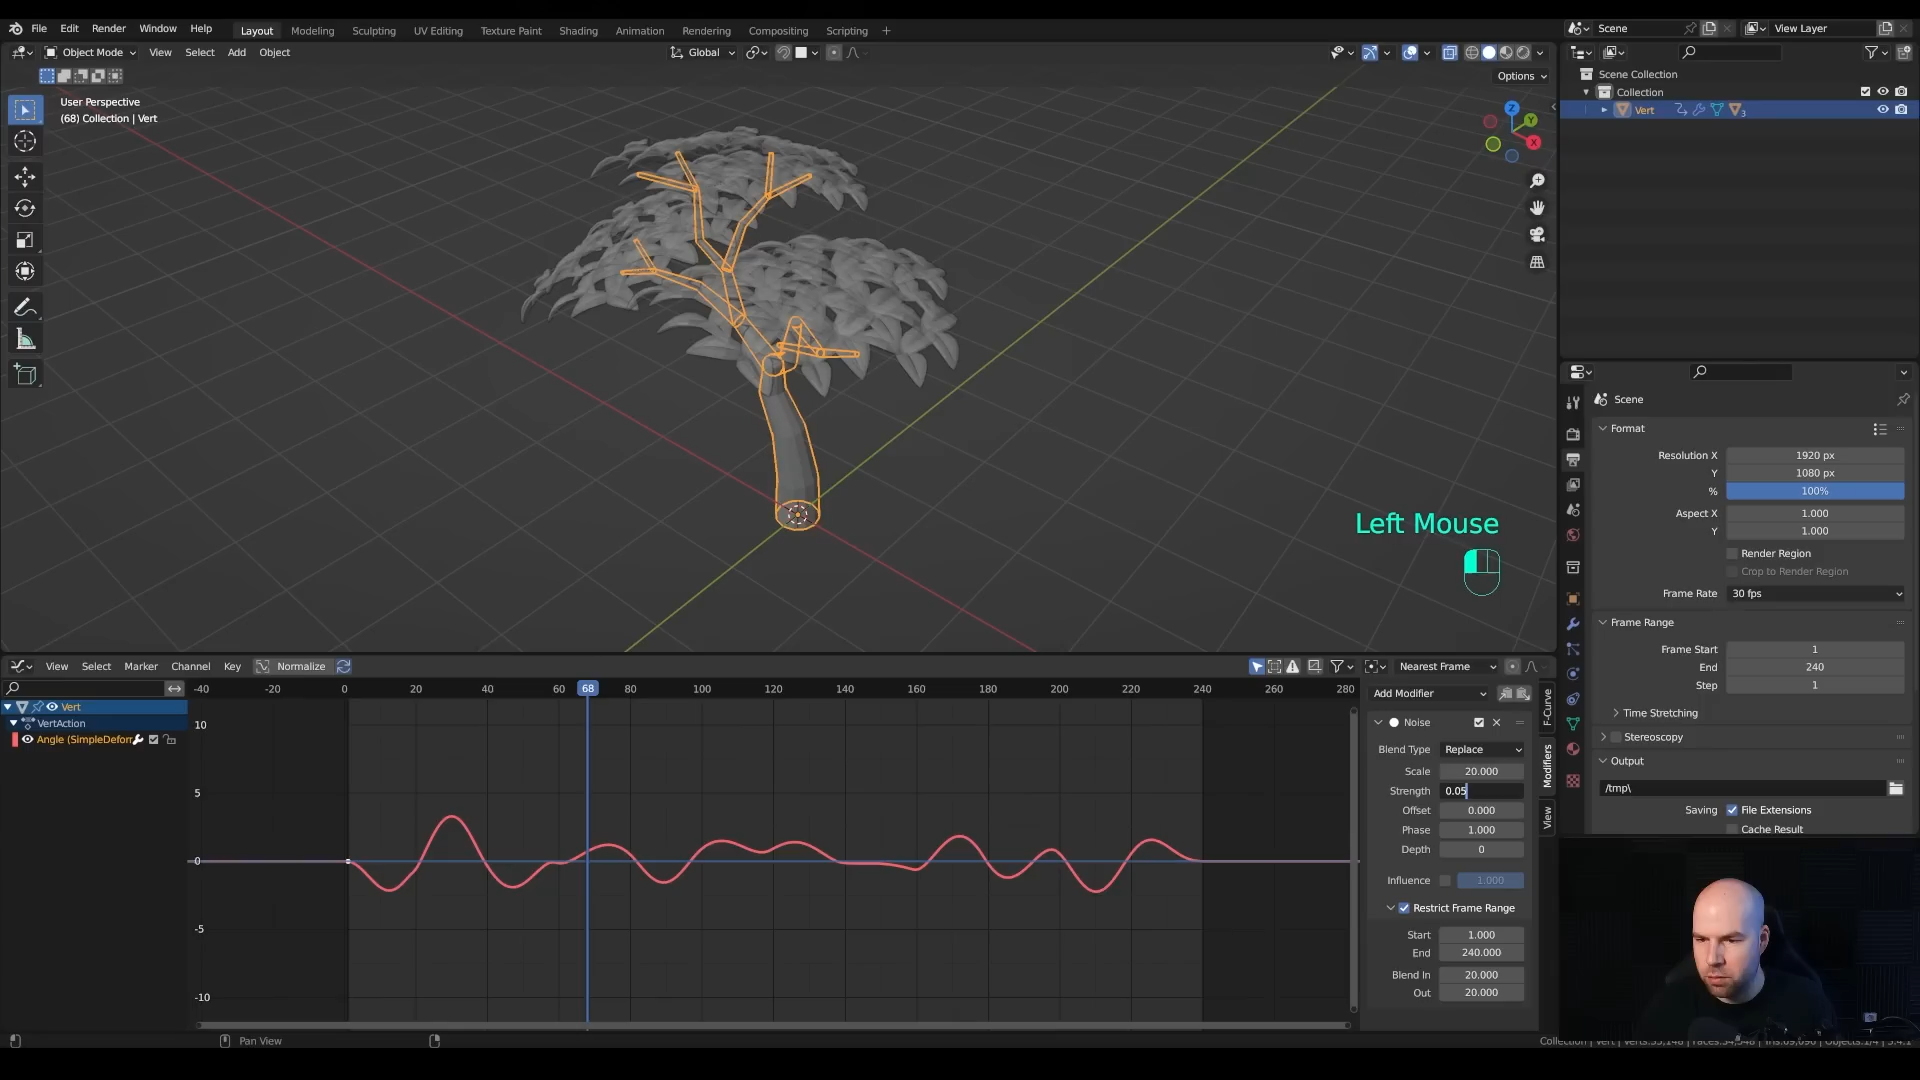 File Edit Render Window Help Layout Modeling Sculpting UV Editing Texture Paint Shading Animation Rendering Compositing Scripting + Scene View Layer
Object Mode View Select Add Object Global
Options
User Perspective
(68) Collection | Vert
Z
Y
X
Scene Collection
Collection
Vert 3
Left Mouse
Scene
Format
Resolution X 1920 px
Y 1080 px
% 100%
Aspect X 1.000
Y 1.000
Render Region
Crop to Render Region
Frame Rate 30 fps
Frame Range
Frame Start 1
End 240
Step 1
Time Stretching
Stereoscopy
Output
/tmp\
Saving File Extensions
Cache Result
View Select Marker Channel Key Normalize Nearest Frame
-40 -20 0 20 40 60 68 80 100 120 140 160 180 200 220 240 260 280
Vert
VertAction
Angle (SimpleDeform
10
5
0
-5
-10
Add Modifier
Noise
Blend Type Replace
Scale 20.000
Strength 0.05
Offset 0.000
Phase 1.000
Depth 0
Influence 1.000
Restrict Frame Range
Start 1.000
End 240.000
Blend In 20.000
Out 20.000
F-Curve
Modifiers
View
Pan View